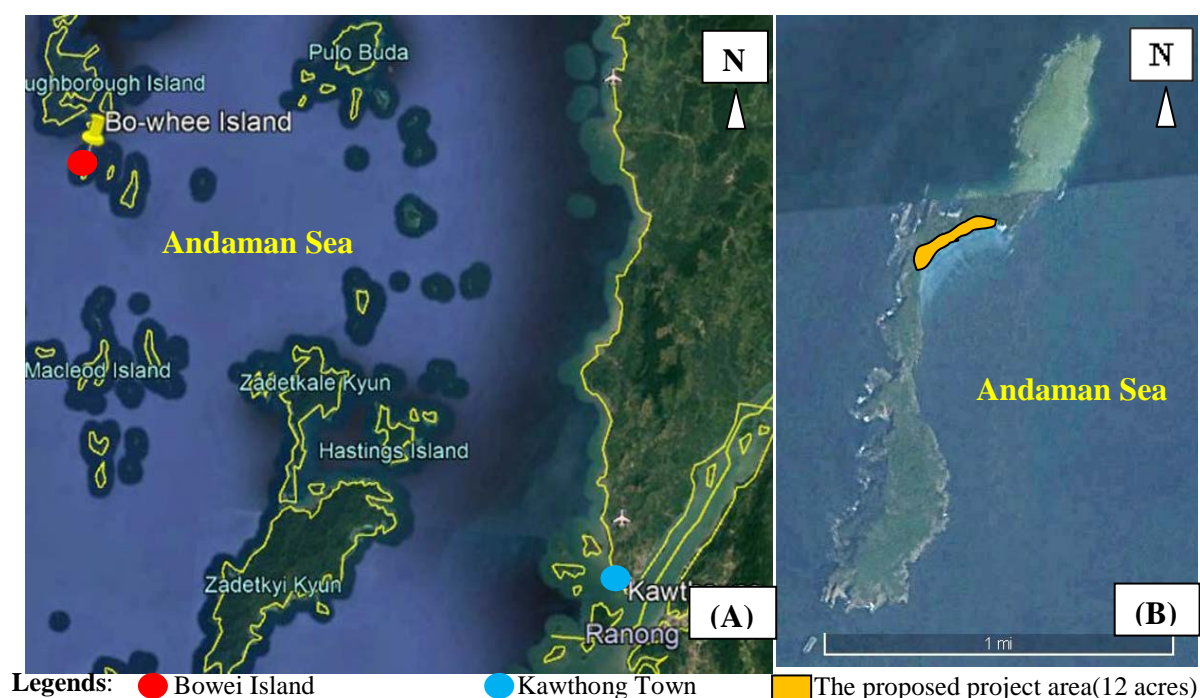 Pulo Buda
N
ughborough Island
Bo-whee Island
Andaman Sea
Macleod Island
Zadetkale Kyun
Hastings Island
Zadetkyi Kyun
Ranong
(A)
N
Andaman Sea
(B)
1 mi
Legends: Bowei Island Kawthong Town The proposed project area(12 acres)